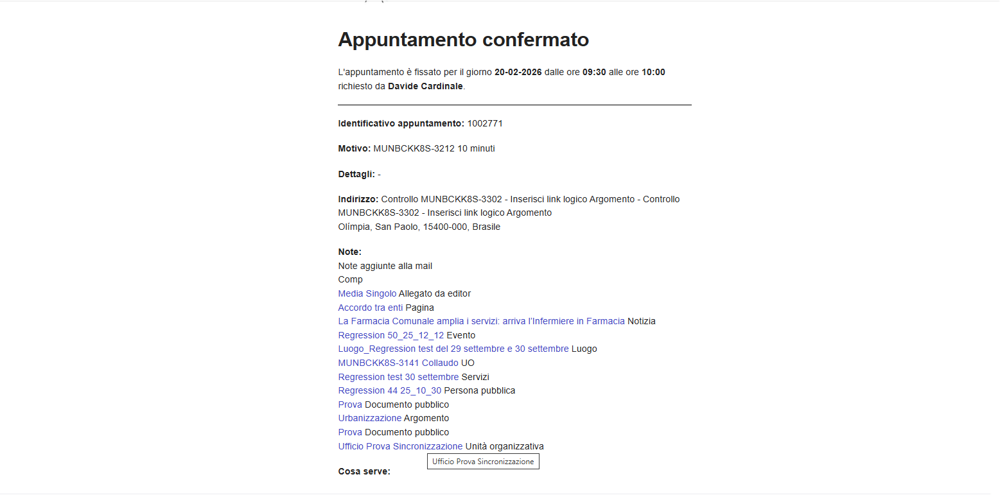 Appuntamento confermato
L'appuntamento è fissato per il giorno 20-02-2026 dalle ore 09:30 alle ore 10:00
richiesto da Davide Cardinale.
Identificativo appuntamento: 1002771
Motivo: MUNBCKK8S-3212 10 minuti
Dettagli: -
Indirizzo: Controllo MUNBCKK8S-3302 - Inserisci link logico Argomento - Controllo
MUNBCKK8S-3302 - Inserisci link logico Argomento
Olímpia, San Paolo, 15400-000, Brasile
Note:
Note aggiunte alla mail
Comp
Media Singolo Allegato da editor
Accordo tra enti Pagina
La Farmacia Comunale amplia i servizi: arriva l’Infermiere in Farmacia Notizia
Regression 50_25_12_12 Evento
Luogo_Regression test del 29 settembre e 30 settembre Luogo
MUNBCKK8S-3141 Collaudo UO
Regression test 30 settembre Servizi
Regression 44 25_10_30 Persona pubblica
Prova Documento pubblico
Urbanizzazione Argomento
Prova Documento pubblico
Ufficio Prova Sincronizzazione Unità organizzativa
Ufficio Prova Sincronizzazione
Cosa serve: